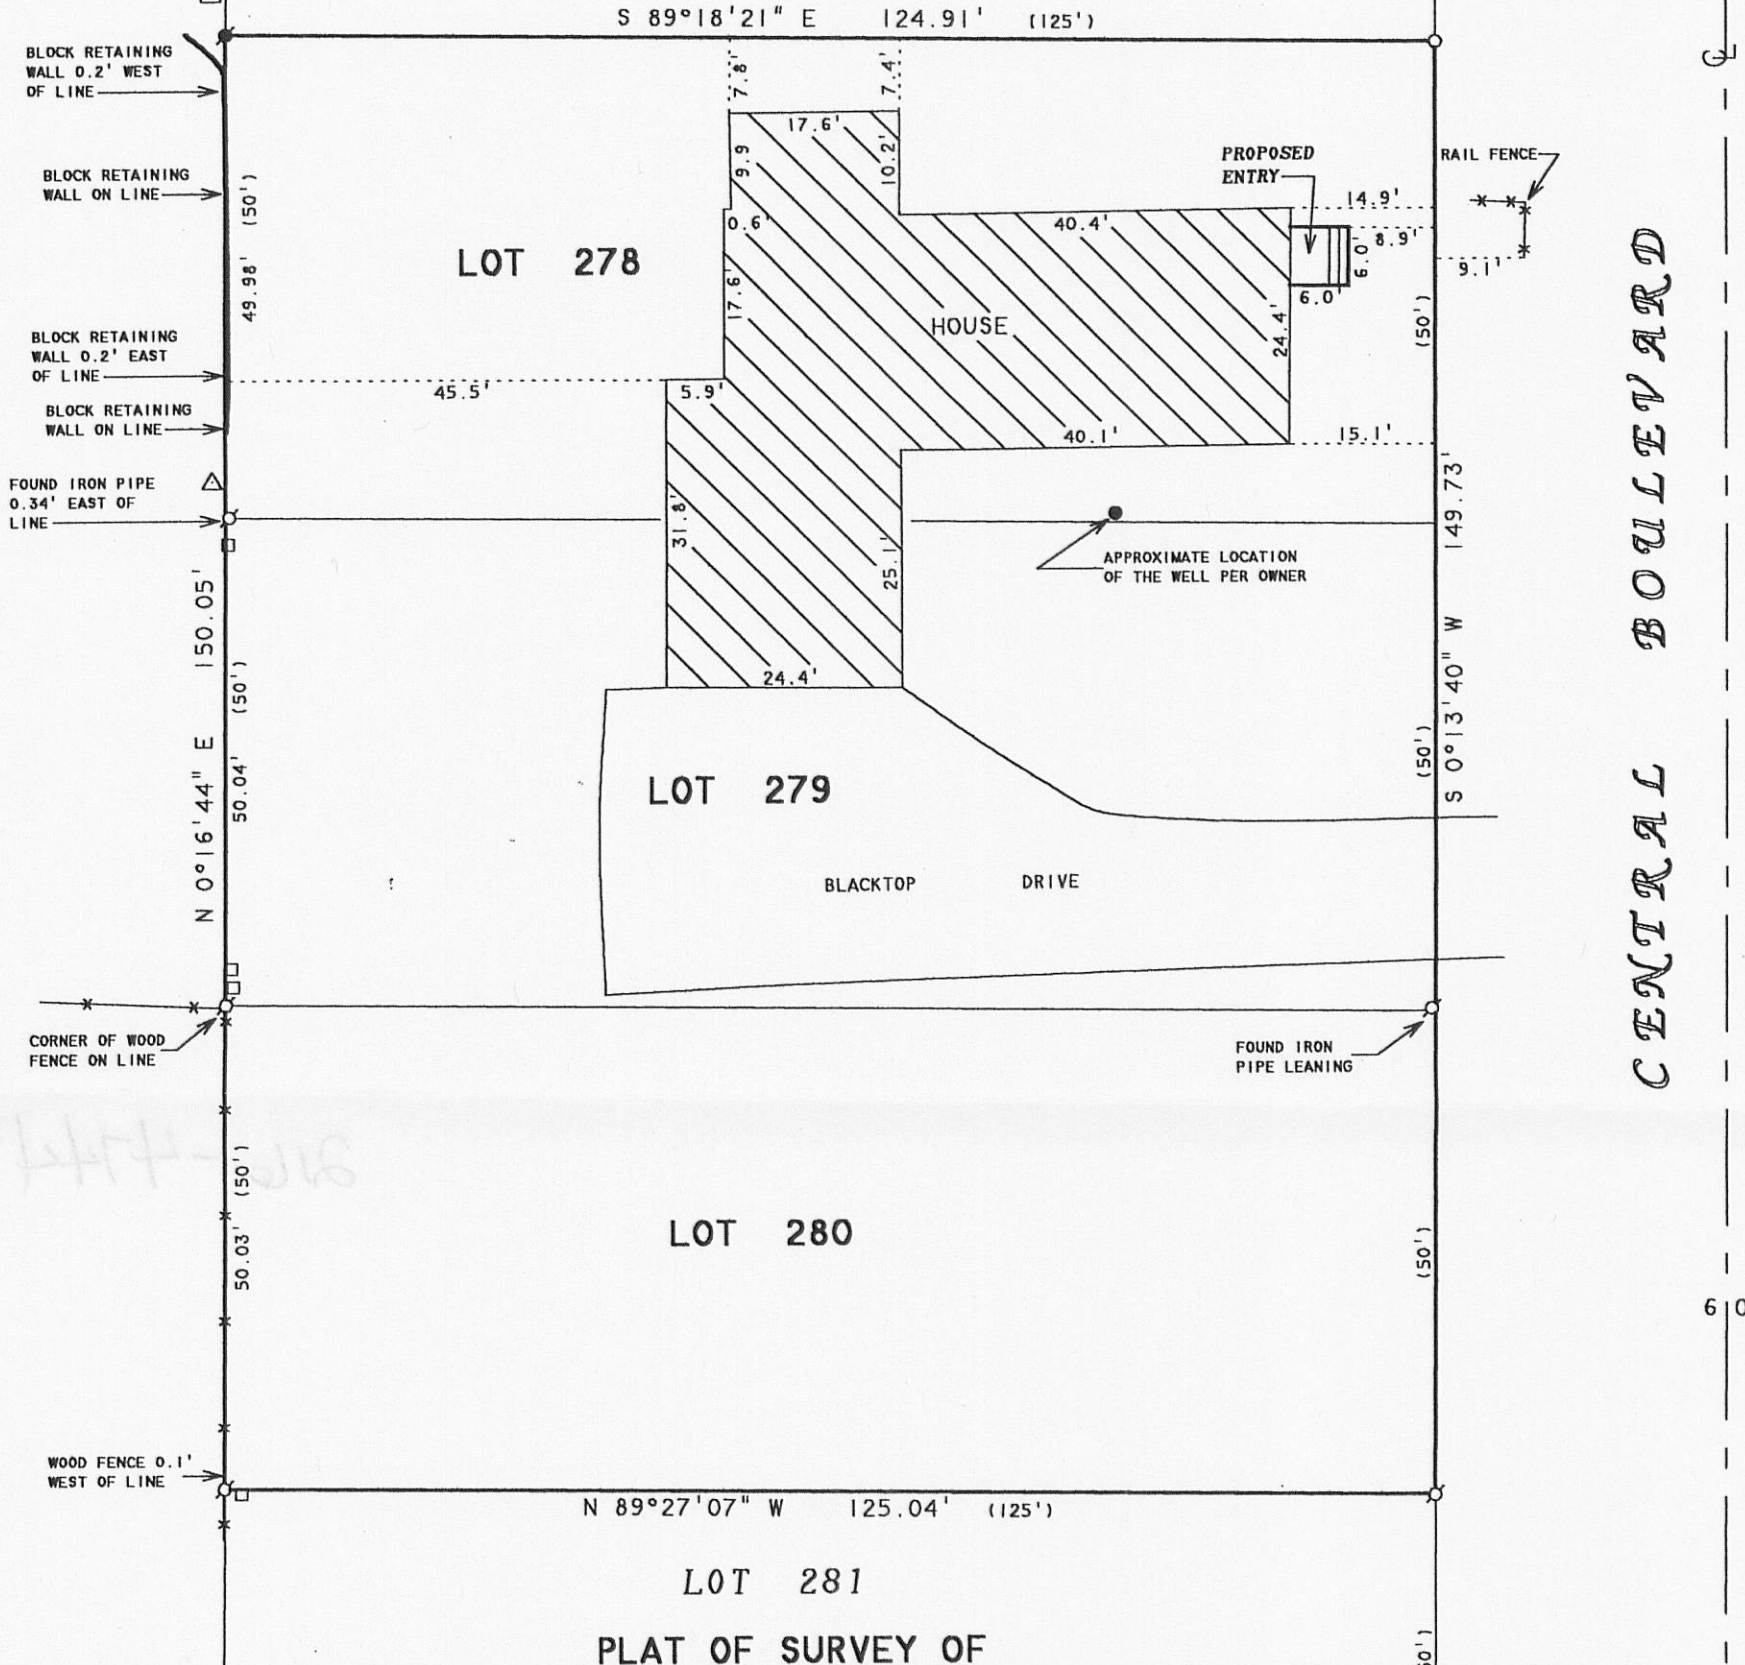 S 89°18'21" E 124.91' (125')
BLOCK RETAINING
WALL 0.2' WEST
OF LINE
7.8'
7.4'
17.6'
9.9
10.2'
PROPOSED
ENTRY
RAIL FENCE
BLOCK RETAINING
WALL ON LINE
49.98' (50')
LOT 278
0.6'
40.4'
14.9'
8.9'
6.0'
6.0'
9.1'
17.6'
HOUSE
24.4'
(50')
BLOCK RETAINING
WALL 0.2' EAST
OF LINE
45.5'
5.9'
BLOCK RETAINING
WALL ON LINE
40.1'
15.1'
FOUND IRON PIPE
0.34' EAST OF
LINE
31.8'
25.1'
APPROXIMATE LOCATION
OF THE WELL PER OWNER
24.4'
N 0°16'44" E 150.05'
50.04' (50')
S 0°13'40" W 149.73'
(50')
CENTRAL BOULEVARD
LOT 279
BLACKTOP DRIVE
CORNER OF WOOD
FENCE ON LINE
FOUND IRON
PIPE LEANING
50.03' (50')
LOT 280
(50')
60
WOOD FENCE 0.1'
WEST OF LINE
N 89°27'07" W 125.04' (125')
LOT 281
PLAT OF SURVEY OF